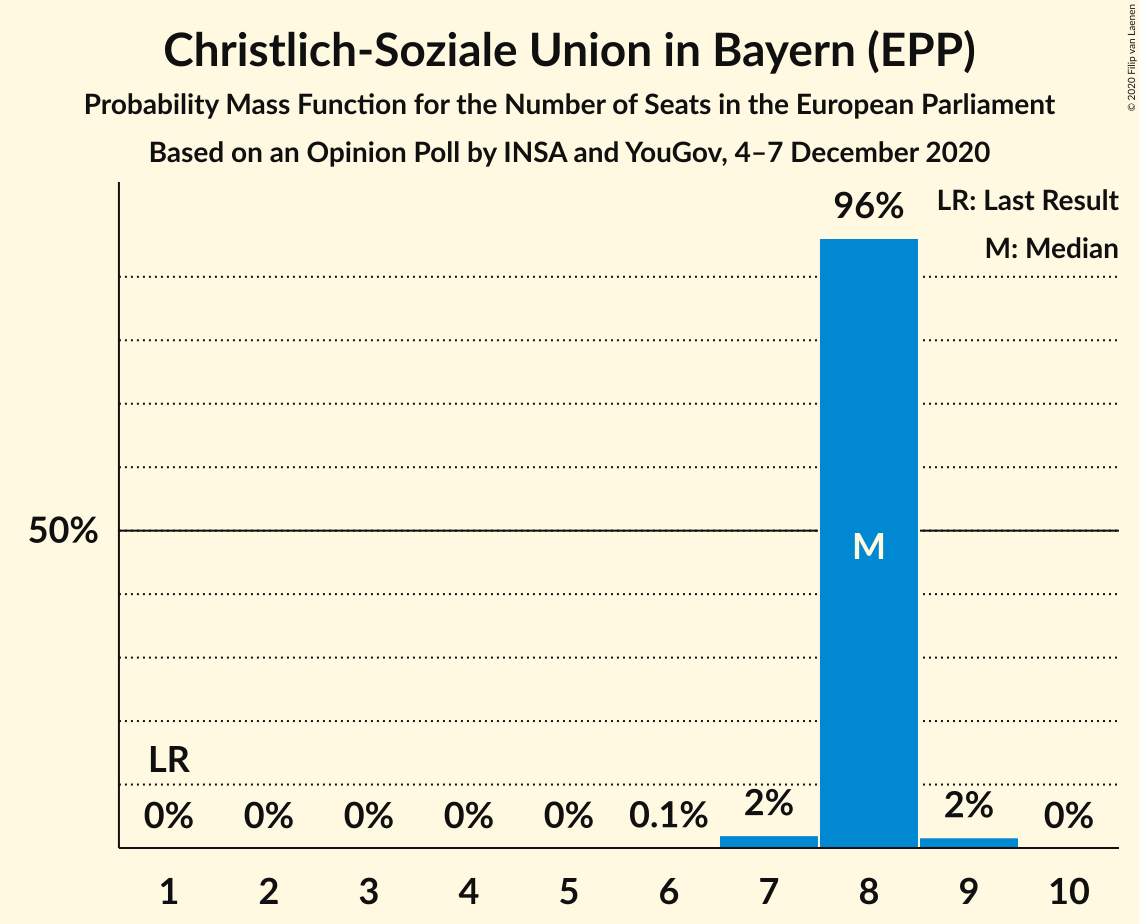 Christlich-Soziale Union in Bayern (EPP)
Probability Mass Function for the Number of Seats in the European Parliament
Based on an Opinion Poll by INSA and YouGov, 4–7 December 2020
© 2020 Filip van Laenen
LR: Last Result
M: Median
96%
50%
M
LR
0% 0% 0% 0% 0% 0.1% 2% 2% 0%
1 2 3 4 5 6 7 8 9 10